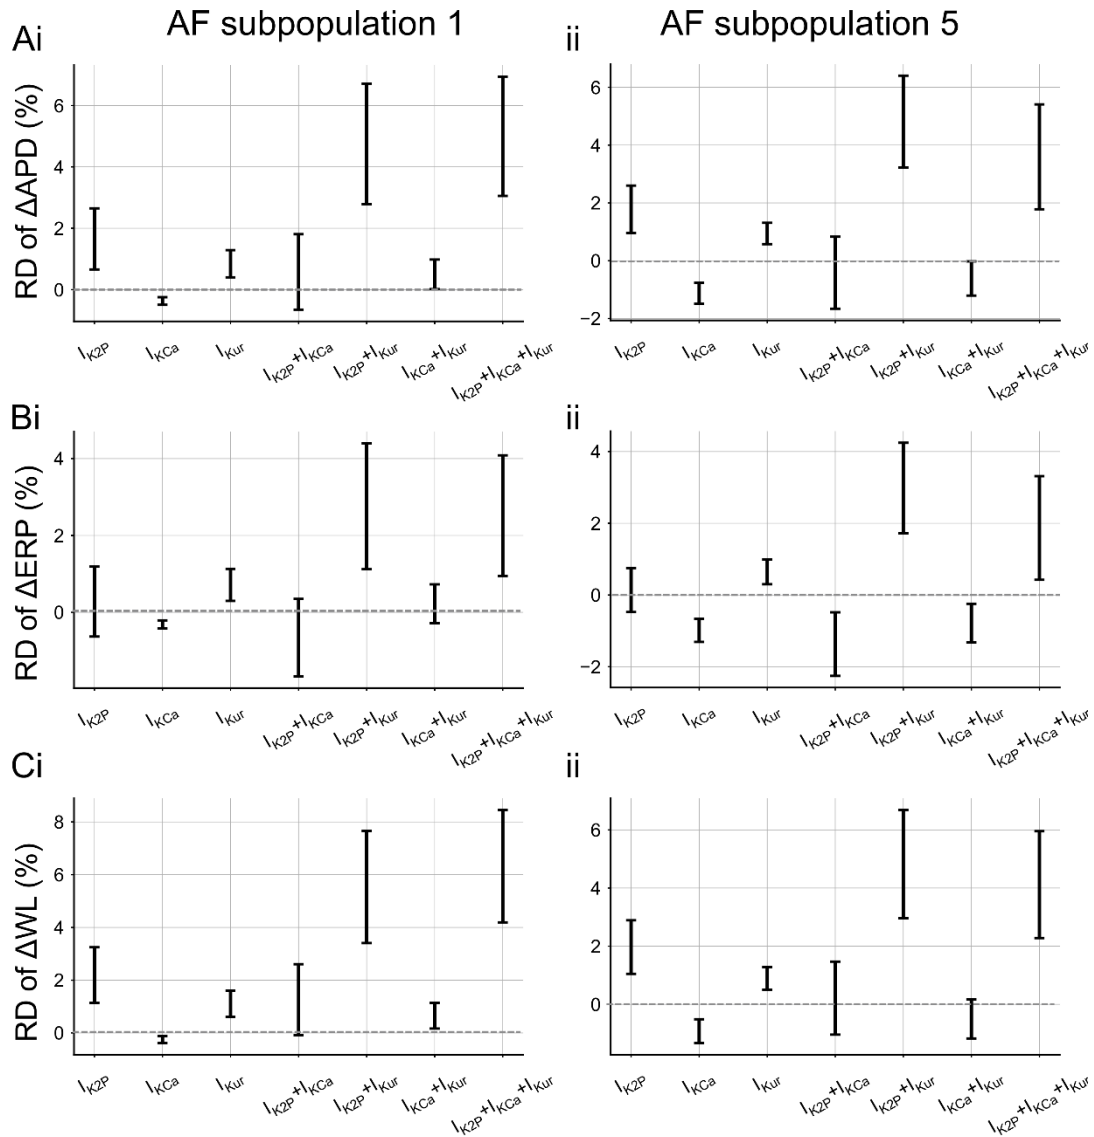 AF subpopulation 1
AF subpopulation 5
Ai
ii
RD of ΔAPD (%)
6
4
2
0
6
4
2
0
−2
I_K2P
I_KCa
I_Kur
I_K2P+I_KCa
I_K2P+I_Kur
I_KCa+I_Kur
I_K2P+I_KCa+I_Kur
I_K2P
I_KCa
I_Kur
I_K2P+I_KCa
I_K2P+I_Kur
I_KCa+I_Kur
I_K2P+I_KCa+I_Kur
Bi
ii
RD of ΔERP (%)
4
2
0
4
2
0
−2
I_K2P
I_KCa
I_Kur
I_K2P+I_KCa
I_K2P+I_Kur
I_KCa+I_Kur
I_K2P+I_KCa+I_Kur
I_K2P
I_KCa
I_Kur
I_K2P+I_KCa
I_K2P+I_Kur
I_KCa+I_Kur
I_K2P+I_KCa+I_Kur
Ci
ii
RD of ΔWL (%)
8
6
4
2
0
6
4
2
0
I_K2P
I_KCa
I_Kur
I_K2P+I_KCa
I_K2P+I_Kur
I_KCa+I_Kur
I_K2P+I_KCa+I_Kur
I_K2P
I_KCa
I_Kur
I_K2P+I_KCa
I_K2P+I_Kur
I_KCa+I_Kur
I_K2P+I_KCa+I_Kur